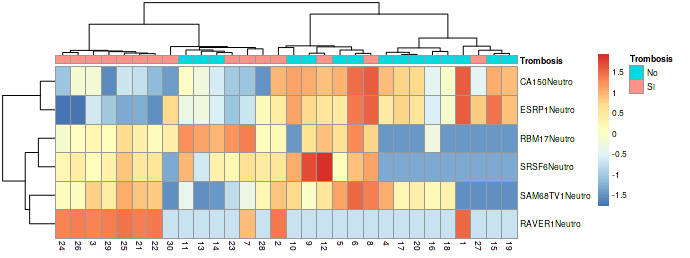 Trombosis
CA150Neutro
ESRP1Neutro
RBM17Neutro
SRSF6Neutro
SAM68TV1Neutro
RAVER1Neutro
24 26 3 29 25 21 22 30 11 13 14 23 7 28 2 10 9 12 5 6 8 4 17 20 16 18 1 27 15 19
Trombosis
No
SI
1.5
1
0.5
0
-0.5
-1
-1.5